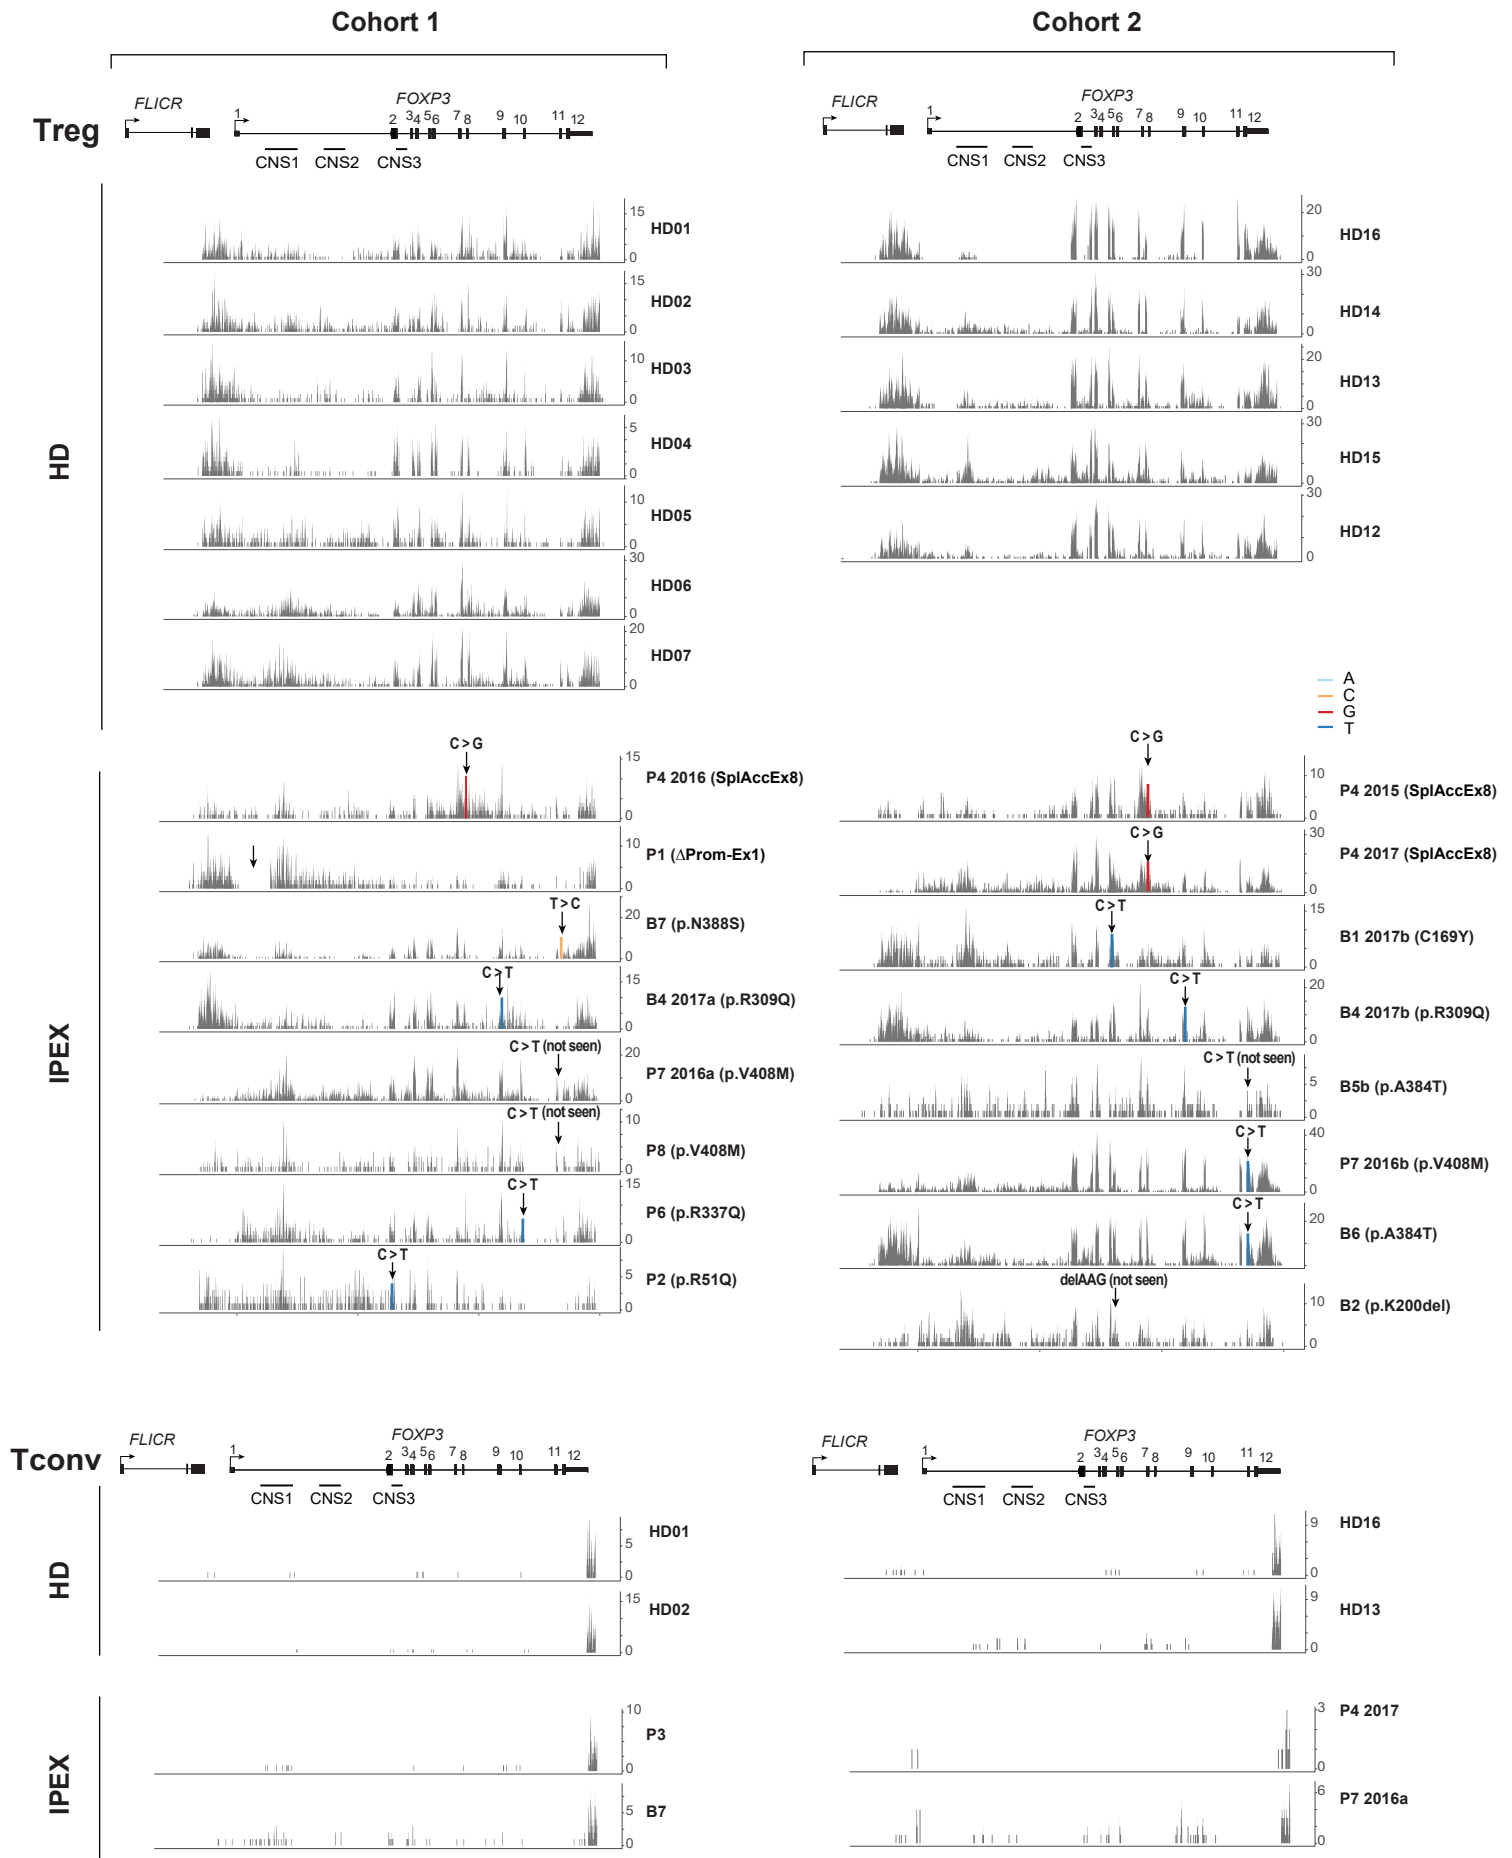 Cohort 1
Cohort 2
Treg
FLICR
FOXP3
1 2 3 4 5 6 7 8 9 10 11 12
CNS1 CNS2 CNS3
FLICR
FOXP3
1 2 3 4 5 6 7 8 9 10 11 12
CNS1 CNS2 CNS3
HD
15
0
HD01
15
0
HD02
10
0
HD03
5
0
HD04
10
0
HD05
30
0
HD06
20
0
HD07
20
0
HD16
30
0
HD14
20
0
HD13
30
0
HD15
30
0
HD12
A
C
G
T
IPEX
C > G
15
0
P4 2016 (SplAccEx8)
10
0
P1 (ΔProm-Ex1)
T > C
20
0
B7 (p.N388S)
C > T
15
0
B4 2017a (p.R309Q)
C > T (not seen)
20
0
P7 2016a (p.V408M)
C > T (not seen)
10
0
P8 (p.V408M)
C > T
15
0
P6 (p.R337Q)
C > T
5
0
P2 (p.R51Q)
C > G
10
0
P4 2015 (SplAccEx8)
C > G
30
0
P4 2017 (SplAccEx8)
C > T
15
0
B1 2017b (C169Y)
C > T
20
0
B4 2017b (p.R309Q)
C > T (not seen)
5
0
B5b (p.A384T)
C > T
40
0
P7 2016b (p.V408M)
C > T
20
0
B6 (p.A384T)
delAAG (not seen)
10
0
B2 (p.K200del)
Tconv
FLICR
FOXP3
1 2 3 4 5 6 7 8 9 10 11 12
CNS1 CNS2 CNS3
FLICR
FOXP3
1 2 3 4 5 6 7 8 9 10 11 12
CNS1 CNS2 CNS3
HD
5
0
HD01
15
0
HD02
9
0
HD16
9
0
HD13
IPEX
10
0
P3
5
0
B7
3
0
P4 2017
6
0
P7 2016a